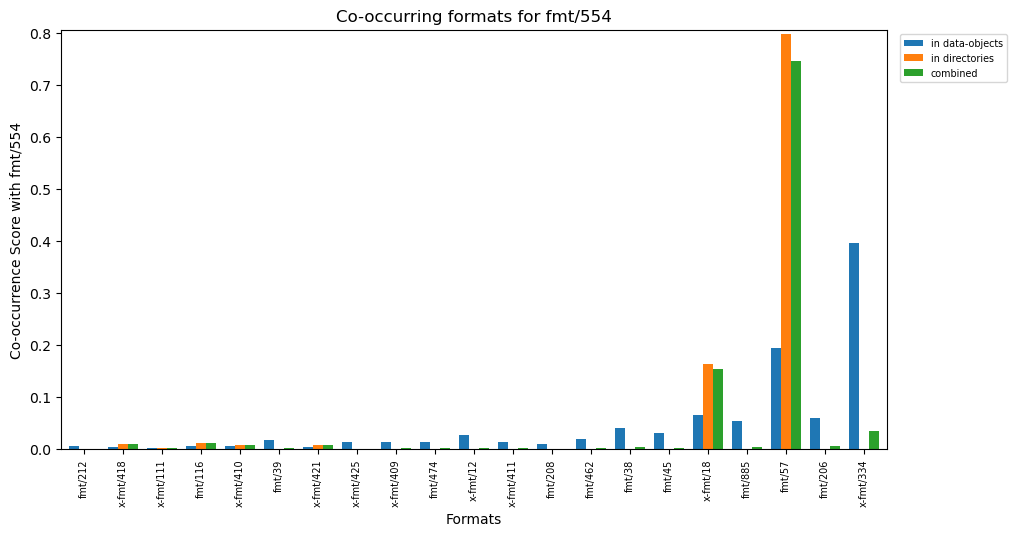 Co-occurring formats for fmt/554
in data-objects
in directories
combined
Co-occurrence Score with fmt/554
0.8
0.7
0.6
0.5
0.4
0.3
0.2
0.1
0.0
fmt/212
x-fmt/418
x-fmt/111
fmt/116
x-fmt/410
fmt/39
x-fmt/421
x-fmt/425
x-fmt/409
fmt/474
x-fmt/12
x-fmt/411
fmt/208
fmt/462
fmt/38
fmt/45
x-fmt/18
fmt/885
fmt/57
fmt/206
x-fmt/334
Formats